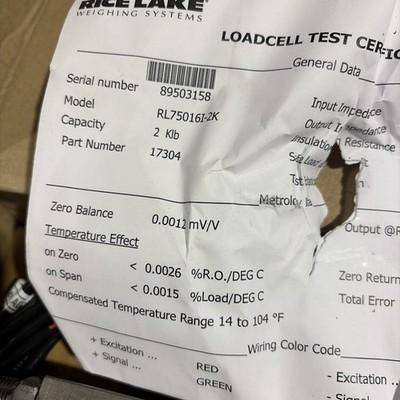 RICE LAKE
WEIGHING SYSTEMS
LOADCELL TEST
General Data
Serial number 89503158
Model RL75016I-2K
Capacity 2 Klb
Part Number 17304
Input Impedance
Output
Resistance
Zero Balance 0.0012 mV/V
Output @R
Temperature Effect
on Zero < 0.0026 %R.O./DEG C
Zero Return
on Span < 0.0015 %Load/DEG C
Total Error
Compensated Temperature Range 14 to 104 °F
Wiring Color Code
+ Excitation ... RED
- Excitation ...
+ Signal ... GREEN